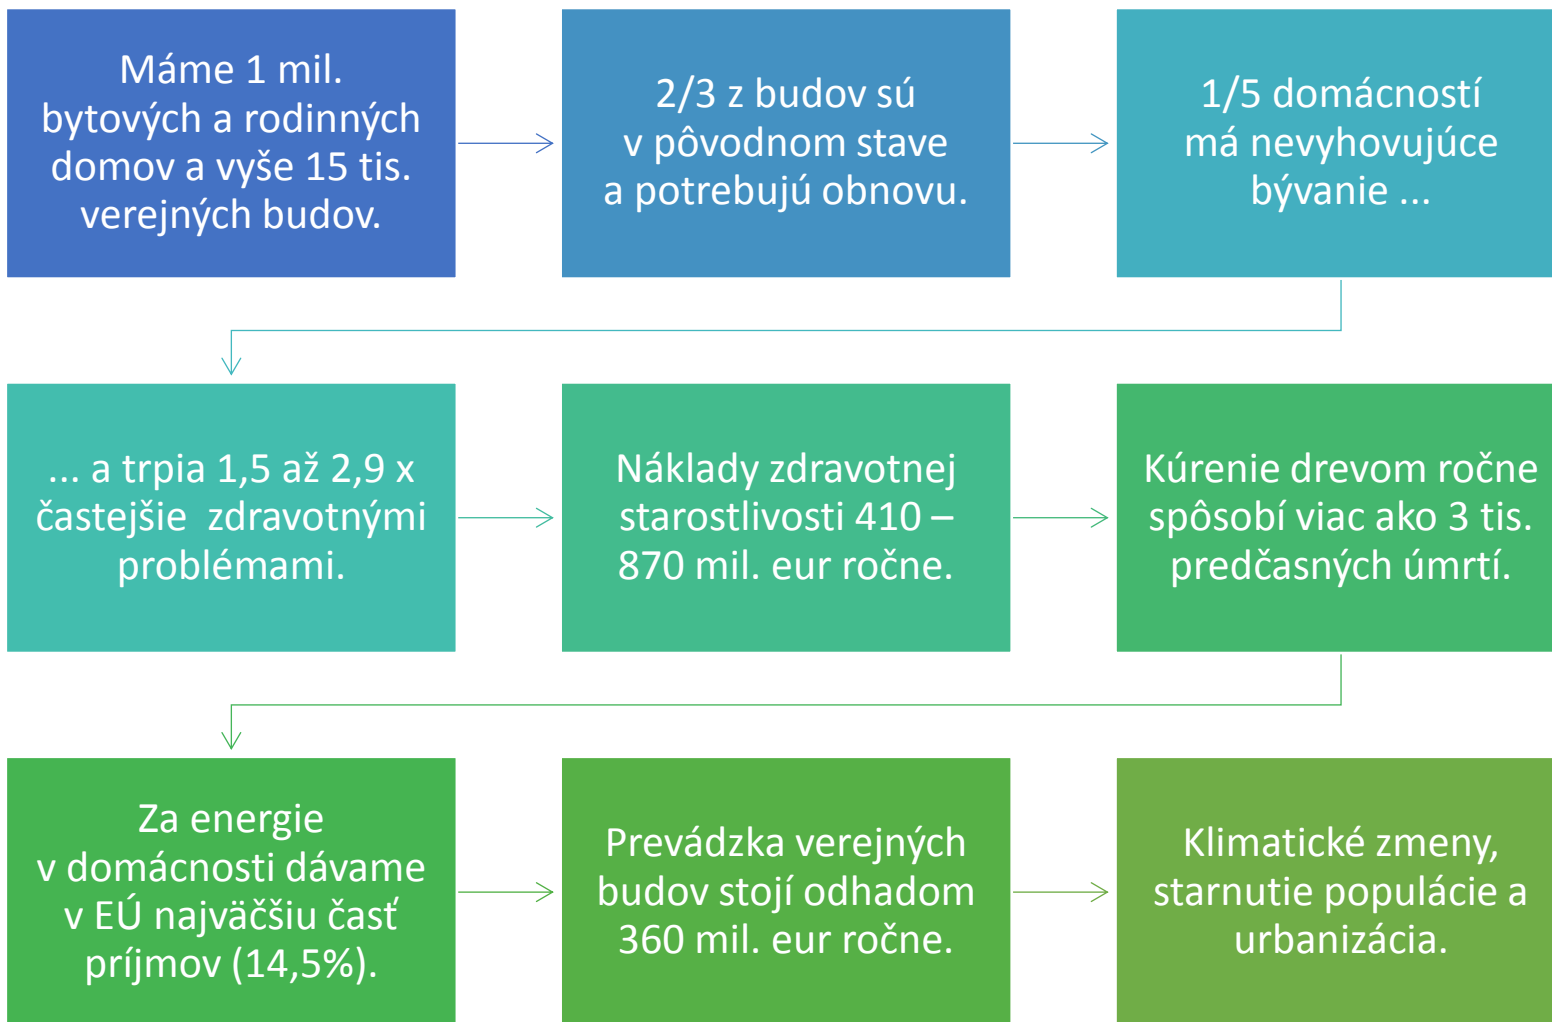 Máme 1 mil.
bytových a rodinných
domov a vyše 15 tis.
verejných budov.
2/3 z budov sú
v pôvodnom stave
a potrebujú obnovu.
1/5 domácností
má nevyhovujúce
bývanie ...
... a trpia 1,5 až 2,9 x
častejšie  zdravotnými
problémami.
Náklady zdravotnej
starostlivosti 410 –
870 mil. eur ročne.
Kúrenie drevom ročne
spôsobí viac ako 3 tis.
predčasných úmrtí.
Za energie
v domácnosti dávame
v EÚ najväčšiu časť
príjmov (14,5%).
Prevádzka verejných
budov stojí odhadom
360 mil. eur ročne.
Klimatické zmeny,
starnutie populácie a
urbanizácia.